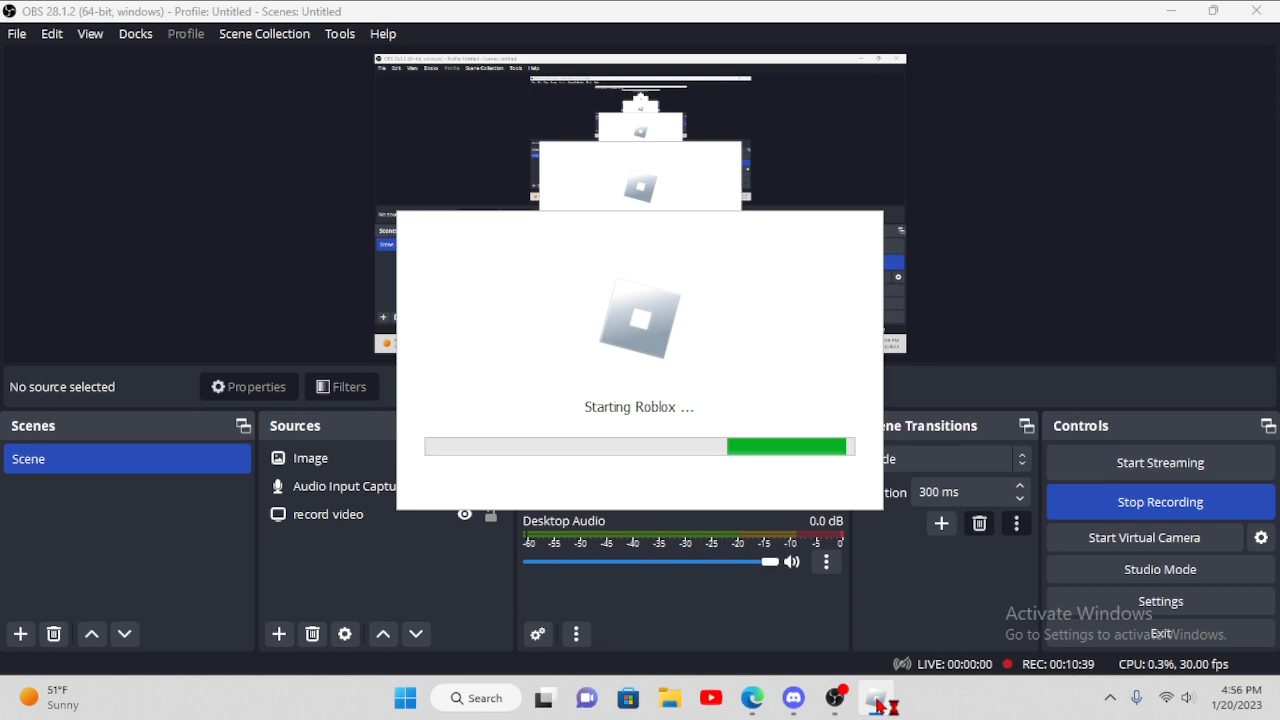 OBS 28.1.2 (64-bit, windows) - Profile: Untitled - Scenes: Untitled
File Edit View Docks Profile Scene Collection Tools Help
No source selected
Properties
Filters
Starting Roblox ...
Scenes
Scene
Sources
Image
Audio Input Captu
record video
Desktop Audio 0.0 dB
-60 -55 -50 -45 -40 -35 -30 -25 -20 -15 -10 -5 0
ne Transitions
de
tion 300 ms
Controls
Start Streaming
Stop Recording
Start Virtual Camera
Studio Mode
Settings
Exit
Activate Windows
Go to Settings to activate Windows.
LIVE: 00:00:00 REC: 00:10:39 CPU: 0.3%, 30.00 fps
51°F
Sunny
Search
4:56 PM
1/20/2023